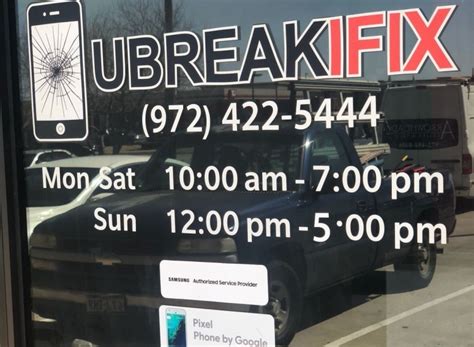 UBREAKIFIX
(972) 422-5444
Mon Sat 10:00 am - 7:00 pm
Sun 12:00 pm - 5:00 pm
SAMSUNG Authorized Service Provider
Pixel
Phone by Google